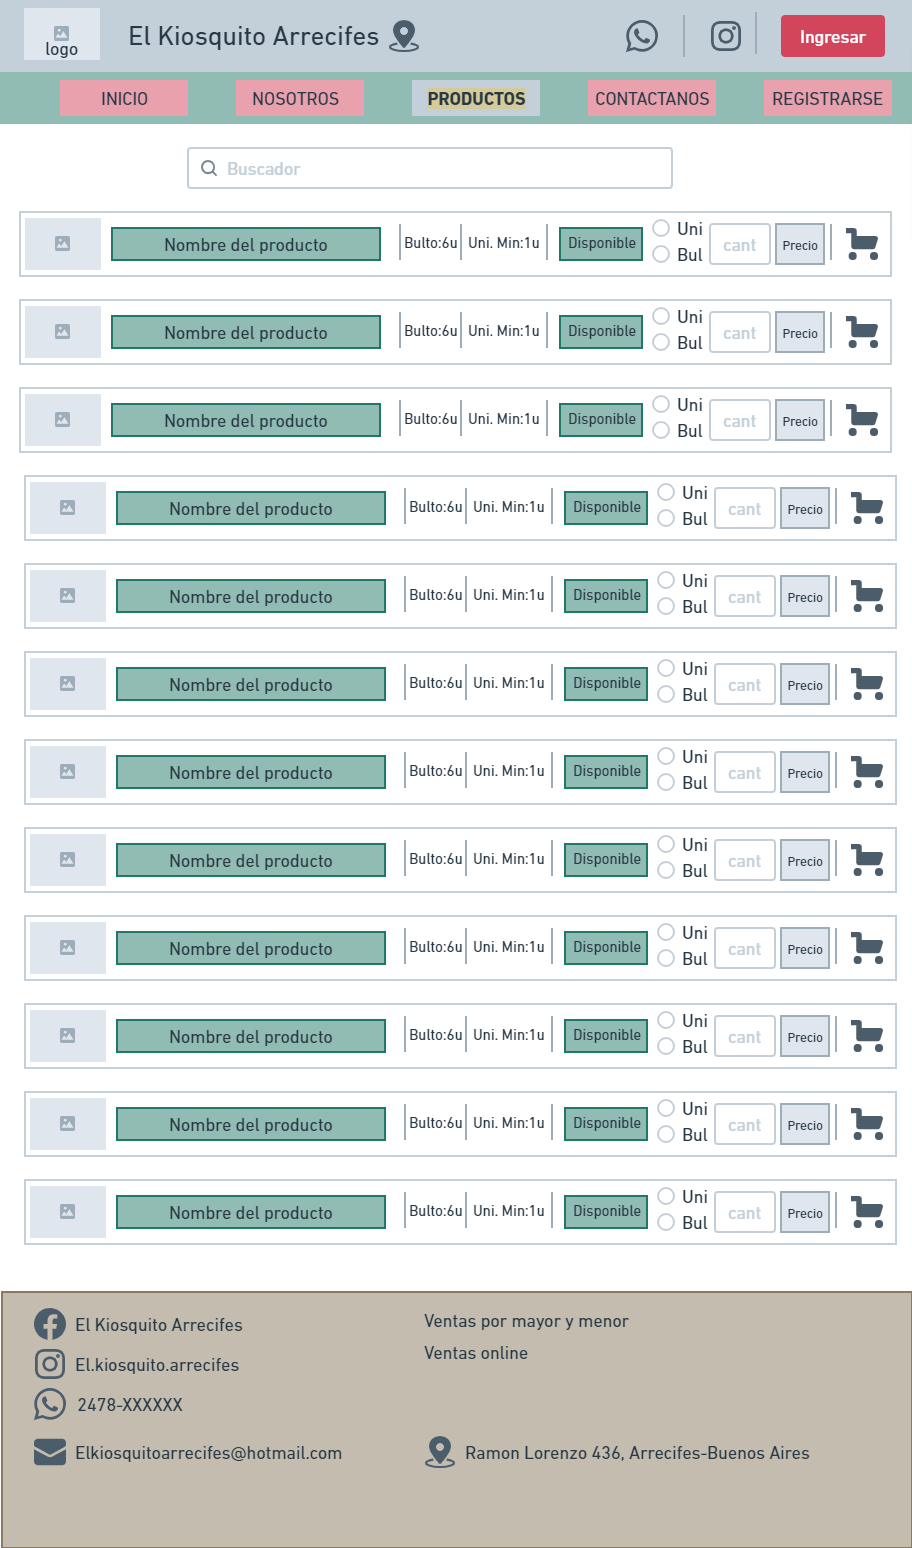 logo
El Kiosquito Arrecifes
Ingresar
INICIO NOSOTROS PRODUCTOS CONTACTANOS REGISTRARSE
Buscador
Nombre del producto Bulto:6u Uni. Min:1u Disponible Uni cant Precio
Bul
Nombre del producto Bulto:6u Uni. Min:1u Disponible Uni cant Precio
Bul
Nombre del producto Bulto:6u Uni. Min:1u Disponible Uni cant Precio
Bul
Nombre del producto Bulto:6u Uni. Min:1u Disponible Uni cant Precio
Bul
Nombre del producto Bulto:6u Uni. Min:1u Disponible Uni cant Precio
Bul
Nombre del producto Bulto:6u Uni. Min:1u Disponible Uni cant Precio
Bul
Nombre del producto Bulto:6u Uni. Min:1u Disponible Uni cant Precio
Bul
Nombre del producto Bulto:6u Uni. Min:1u Disponible Uni cant Precio
Bul
Nombre del producto Bulto:6u Uni. Min:1u Disponible Uni cant Precio
Bul
Nombre del producto Bulto:6u Uni. Min:1u Disponible Uni cant Precio
Bul
Nombre del producto Bulto:6u Uni. Min:1u Disponible Uni cant Precio
Bul
Nombre del producto Bulto:6u Uni. Min:1u Disponible Uni cant Precio
Bul
El Kiosquito Arrecifes
El.kiosquito.arrecifes
2478-XXXXXX
Elkiosquitoarrecifes@hotmail.com
Ventas por mayor y menor
Ventas online
Ramon Lorenzo 436, Arrecifes-Buenos Aires